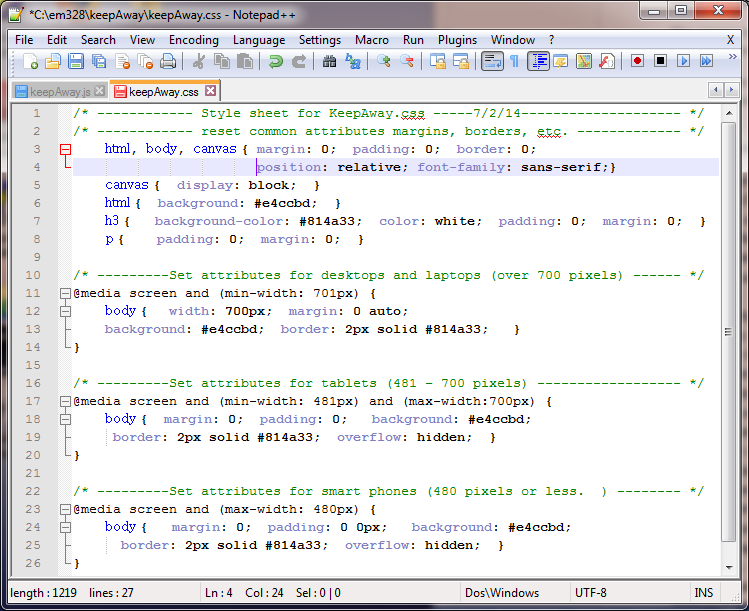 *C:\em328\keepAway\keepAway.css - Notepad++
File Edit Search View Encoding Language Settings Macro Run Plugins Window ? X
keepAway.js keepAway.css
1 /* ------------ Style sheet for KeepAway.css -----7/2/14-------------------- */
2 /* ------------ reset common attributes margins, borders, etc. ------------- */
3 html, body, canvas { margin: 0; padding: 0; border: 0;
4 position: relative; font-family: sans-serif;}
5 canvas { display: block; }
6 html { background: #e4ccbd; }
7 h3 { background-color: #814a33; color: white; padding: 0; margin: 0; }
8 p { padding: 0; margin: 0; }
9
10 /* ---------Set attributes for desktops and laptops (over 700 pixels) ------ */
11 @media screen and (min-width: 701px) {
12 body { width: 700px; margin: 0 auto;
13 background: #e4ccbd; border: 2px solid #814a33; }
14 }
15
16 /* ---------Set attributes for tablets (481 - 700 pixels) ------------------ */
17 @media screen and (min-width: 481px) and (max-width:700px) {
18 body { margin: 0; padding: 0; background: #e4ccbd;
19 border: 2px solid #814a33; overflow: hidden; }
20 }
21
22 /* ---------Set attributes for smart phones (480 pixels or less. ) -------- */
23 @media screen and (max-width: 480px) {
24 body { margin: 0; padding: 0 0px; background: #e4ccbd;
25 border: 2px solid #814a33; overflow: hidden; }
26 }
length : 1219 lines : 27 Ln : 4 Col : 24 Sel : 0 | 0 Dos\Windows UTF-8 INS